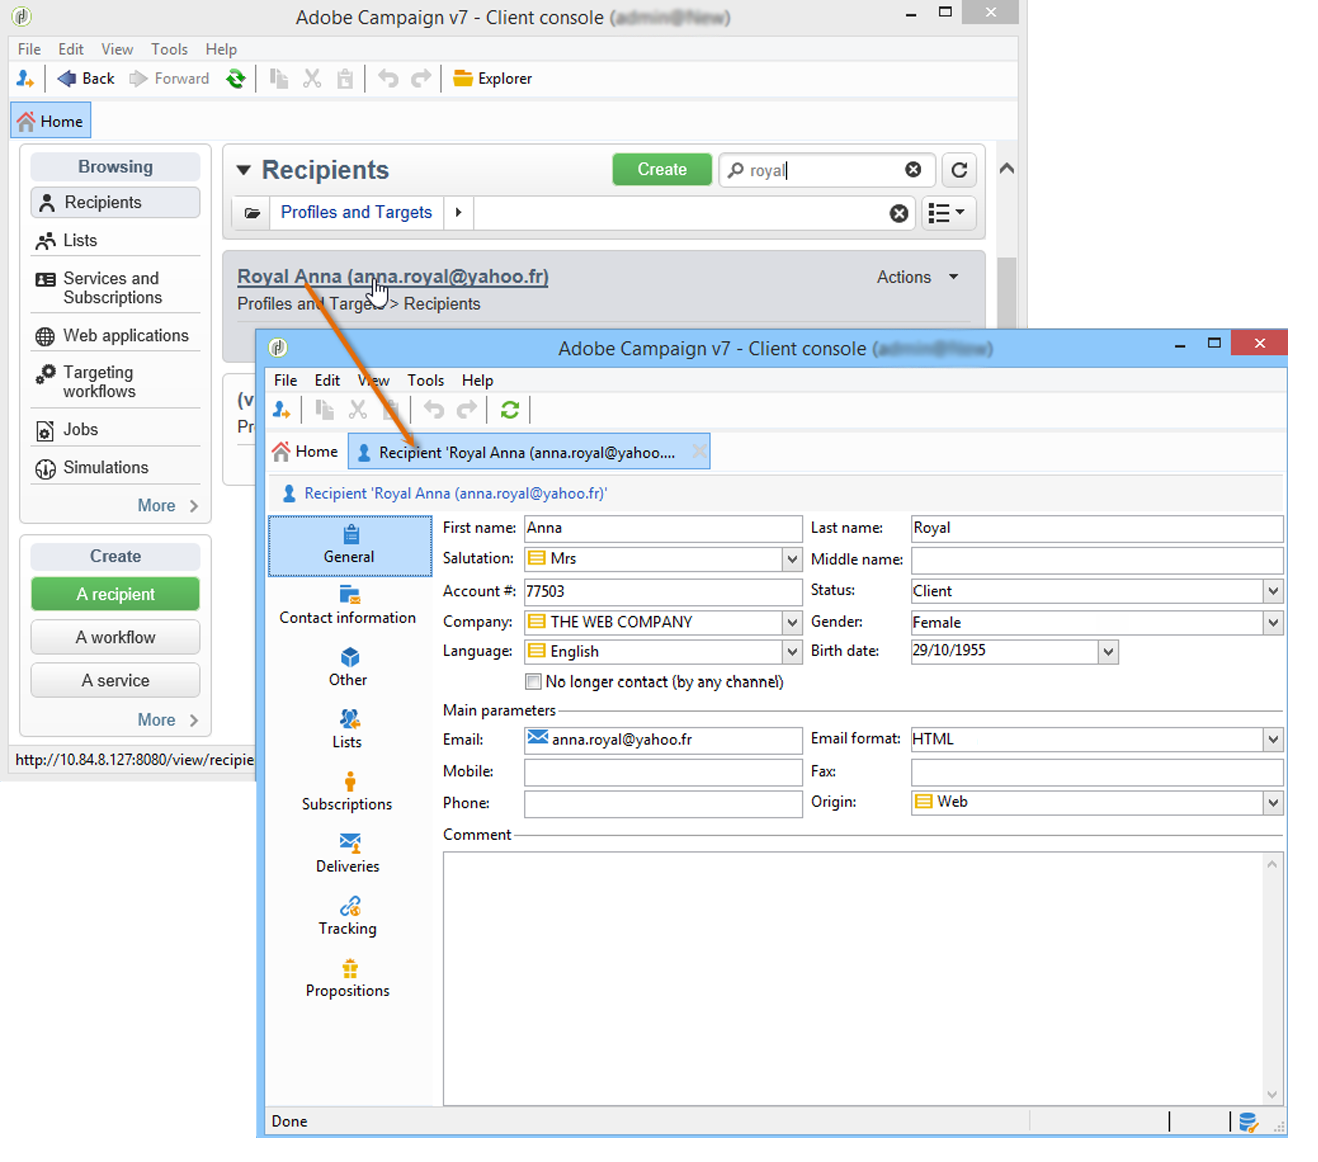 Adobe Campaign v7 - Client console
File Edit View Tools Help
Back Forward Explorer
Home
Browsing
Recipients
Lists
Services and
Subscriptions
Web applications
Targeting
workflows
Jobs
Simulations
More
Create
A recipient
A workflow
A service
More
http://10.84.8.127:8080/view/recipie
Recipients
Create
royal
Profiles and Targets
Royal Anna (anna.royal@yahoo.fr)
Actions
Profiles and Targets > Recipients
(v
Pr
Adobe Campaign v7 - Client console
File Edit View Tools Help
Home
Recipient 'Royal Anna (anna.royal@yahoo....
Recipient 'Royal Anna (anna.royal@yahoo.fr)'
General
Contact information
Other
Lists
Subscriptions
Deliveries
Tracking
Propositions
First name: Anna
Last name: Royal
Salutation: Mrs
Middle name:
Account #: 77503
Status: Client
Company: THE WEB COMPANY
Gender: Female
Language: English
Birth date: 29/10/1955
No longer contact (by any channel)
Main parameters
Email: anna.royal@yahoo.fr
Email format: HTML
Mobile:
Fax:
Phone:
Origin: Web
Comment
Done